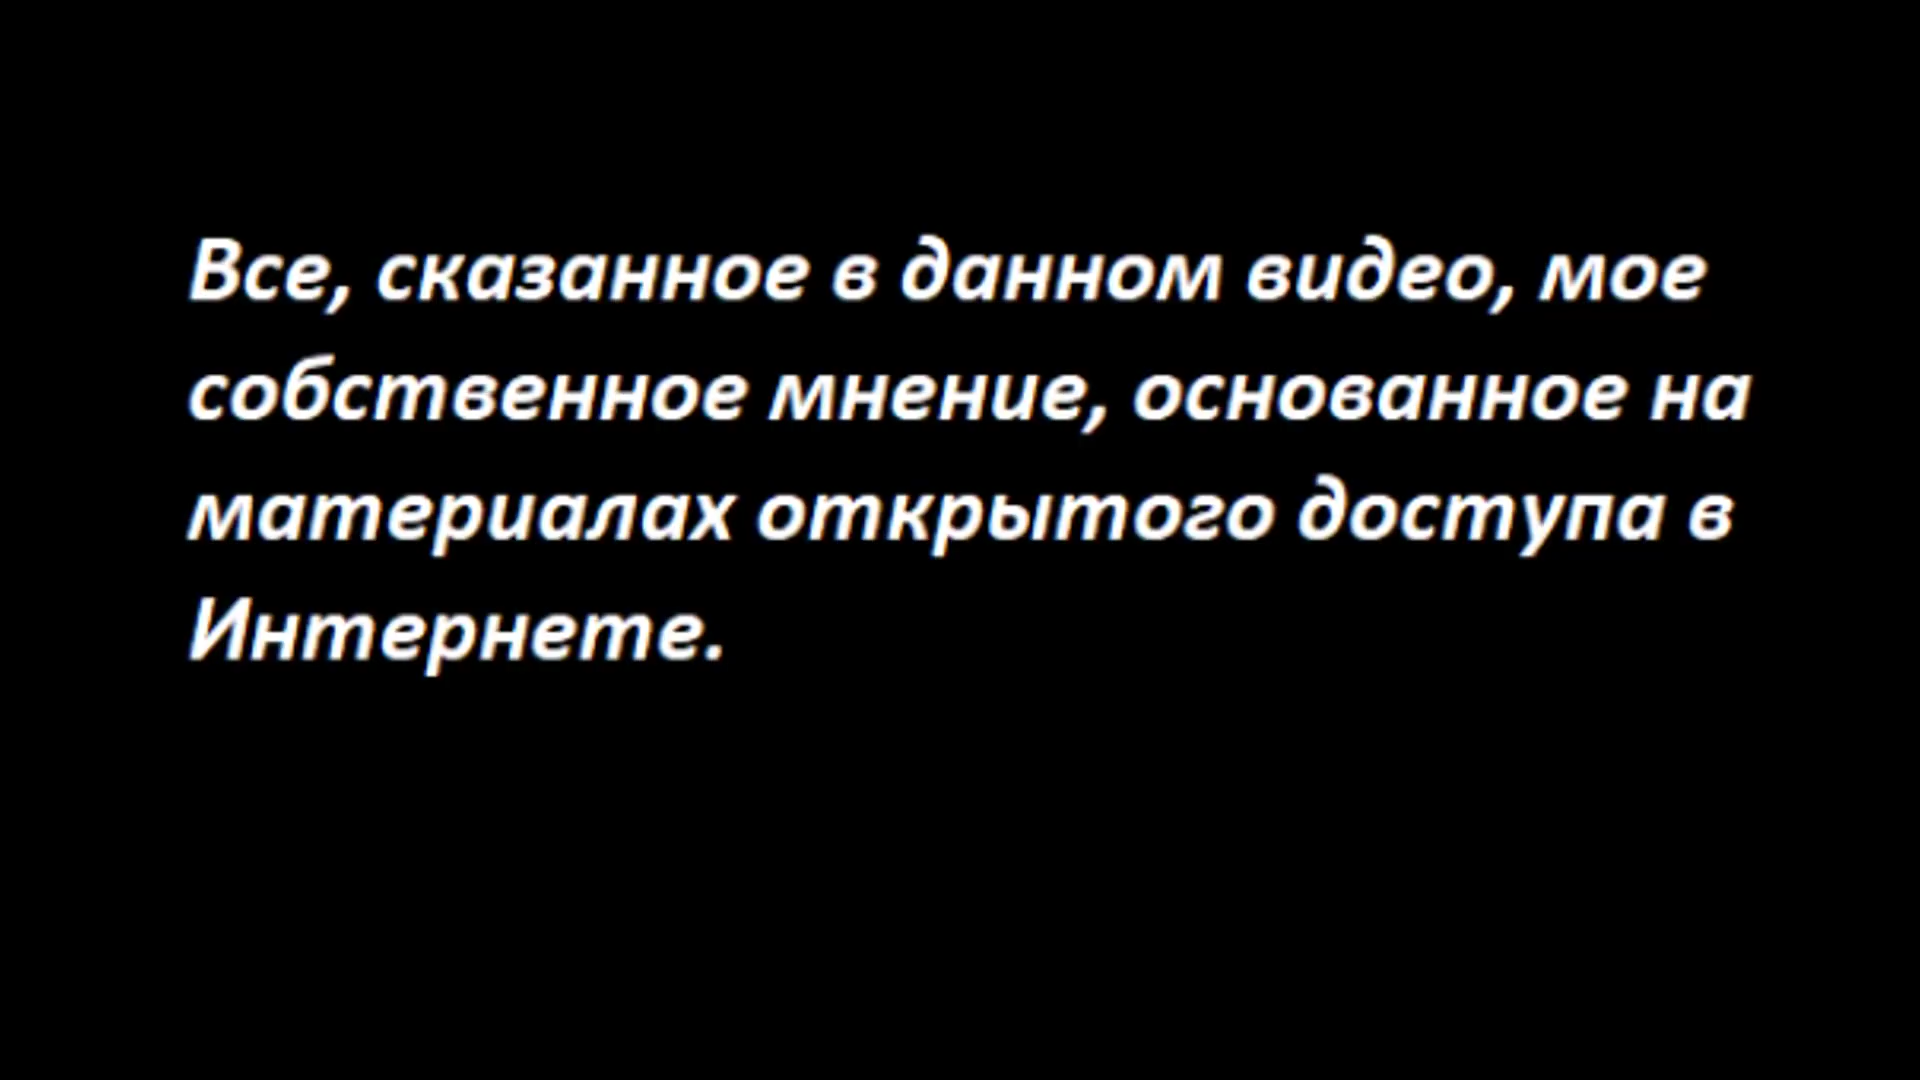 Все, сказанное в данном видео, мое
собственное мнение, основанное на
материалах открытого доступа в
Интернете.